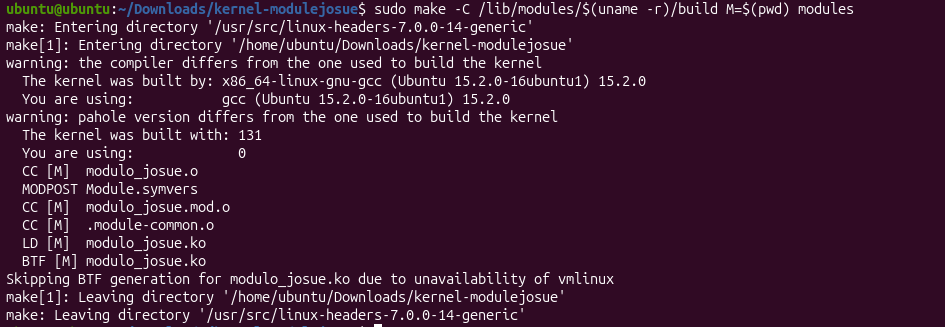 ubuntu@ubuntu:~/Downloads/kernel-modulejosue$ sudo make -C /lib/modules/$(uname -r)/build M=$(pwd) modules
make: Entering directory '/usr/src/linux-headers-7.0.0-14-generic'
make[1]: Entering directory '/home/ubuntu/Downloads/kernel-modulejosue'
warning: the compiler differs from the one used to build the kernel
  The kernel was built by: x86_64-linux-gnu-gcc (Ubuntu 15.2.0-16ubuntu1) 15.2.0
  You are using:           gcc (Ubuntu 15.2.0-16ubuntu1) 15.2.0
warning: pahole version differs from the one used to build the kernel
  The kernel was built with: 131
  You are using:             0
  CC [M]  modulo_josue.o
  MODPOST Module.symvers
  CC [M]  modulo_josue.mod.o
  CC [M]  .module-common.o
  LD [M]  modulo_josue.ko
  BTF [M] modulo_josue.ko
Skipping BTF generation for modulo_josue.ko due to unavailability of vmlinux
make[1]: Leaving directory '/home/ubuntu/Downloads/kernel-modulejosue'
make: Leaving directory '/usr/src/linux-headers-7.0.0-14-generic'